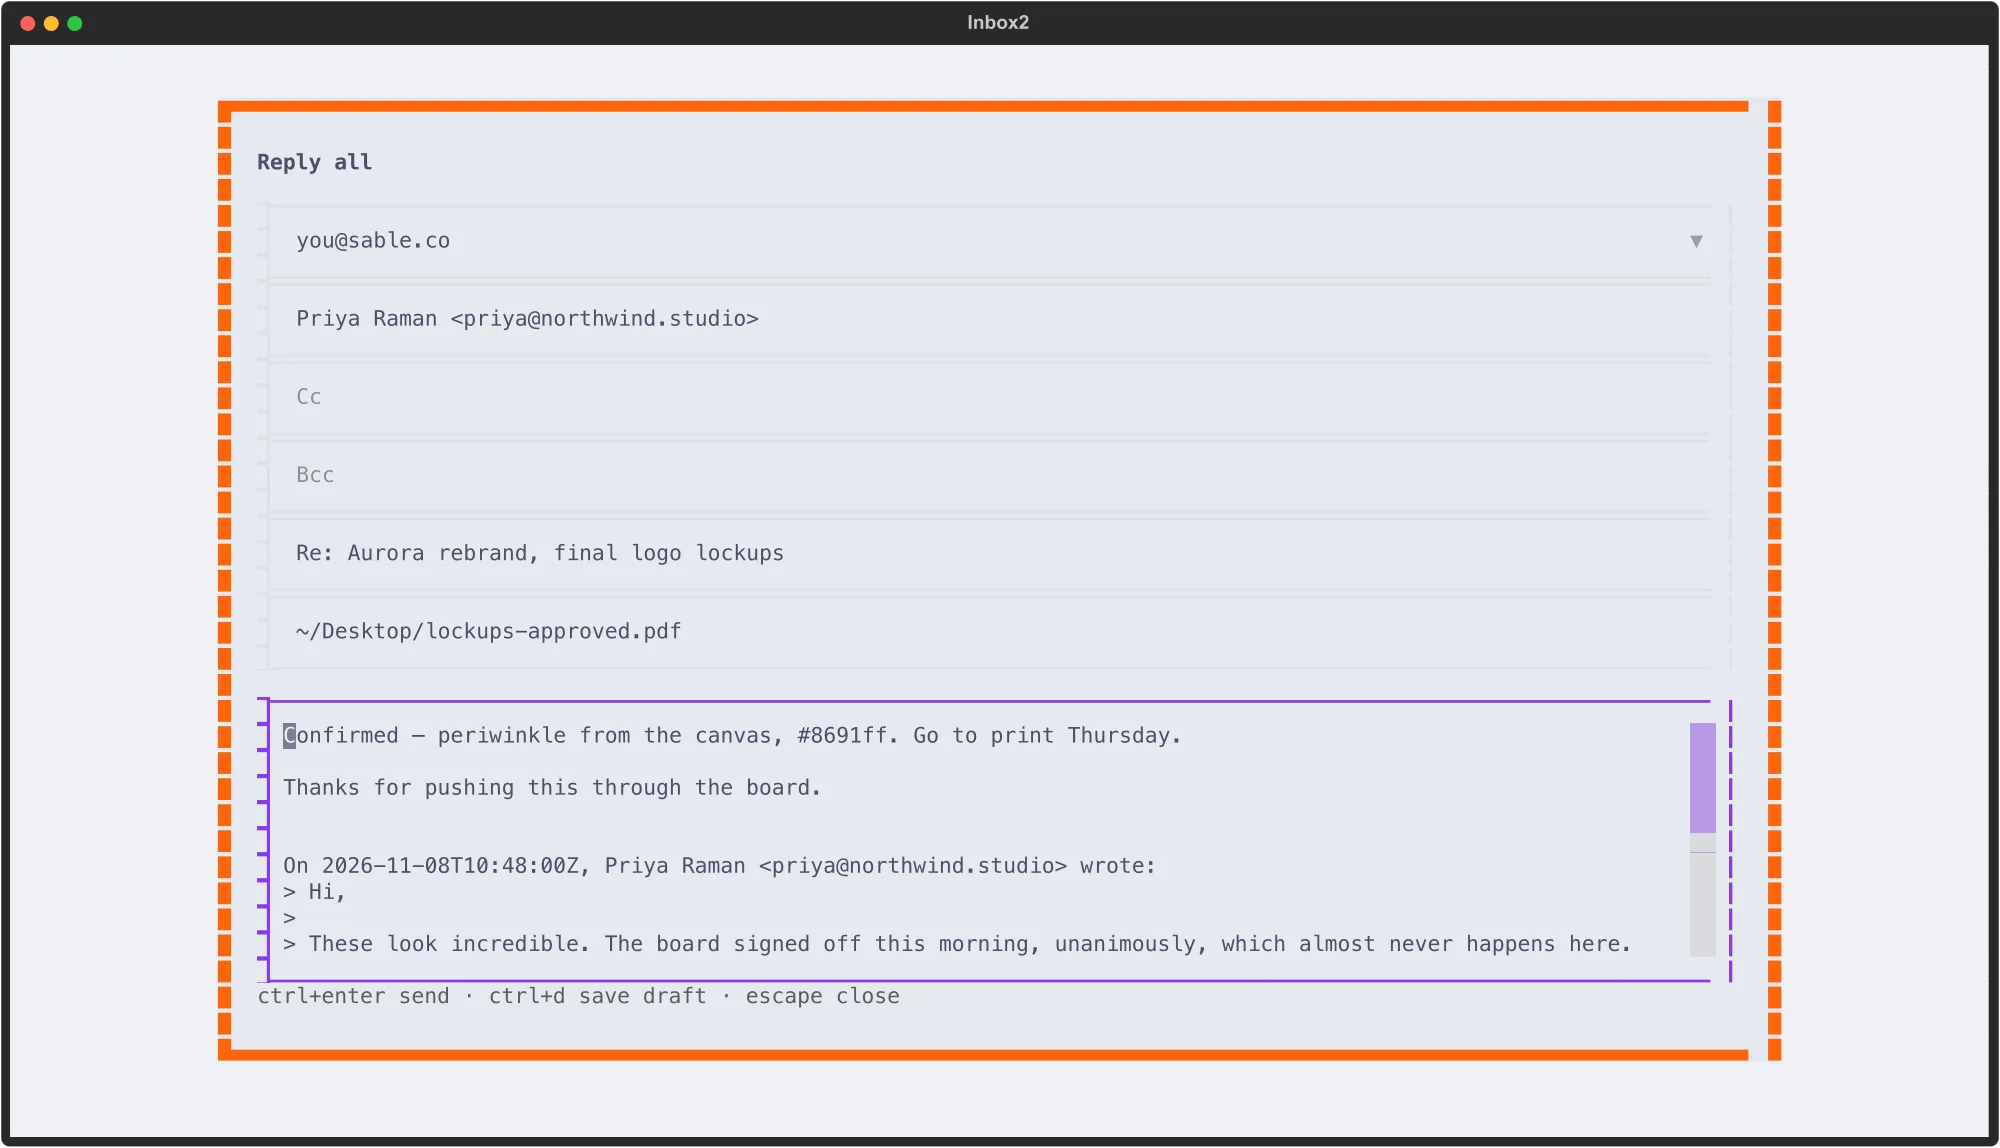 Inbox2
Reply all
you@sable.co ▼
Priya Raman <priya@northwind.studio>
Cc
Bcc
Re: Aurora rebrand, final logo lockups
~/Desktop/lockups-approved.pdf
Confirmed — periwinkle from the canvas, #8691ff. Go to print Thursday.
Thanks for pushing this through the board.
On 2026-11-08T10:48:00Z, Priya Raman <priya@northwind.studio> wrote:
> Hi,
>
> These look incredible. The board signed off this morning, unanimously, which almost never happens here.
ctrl+enter send · ctrl+d save draft · escape close